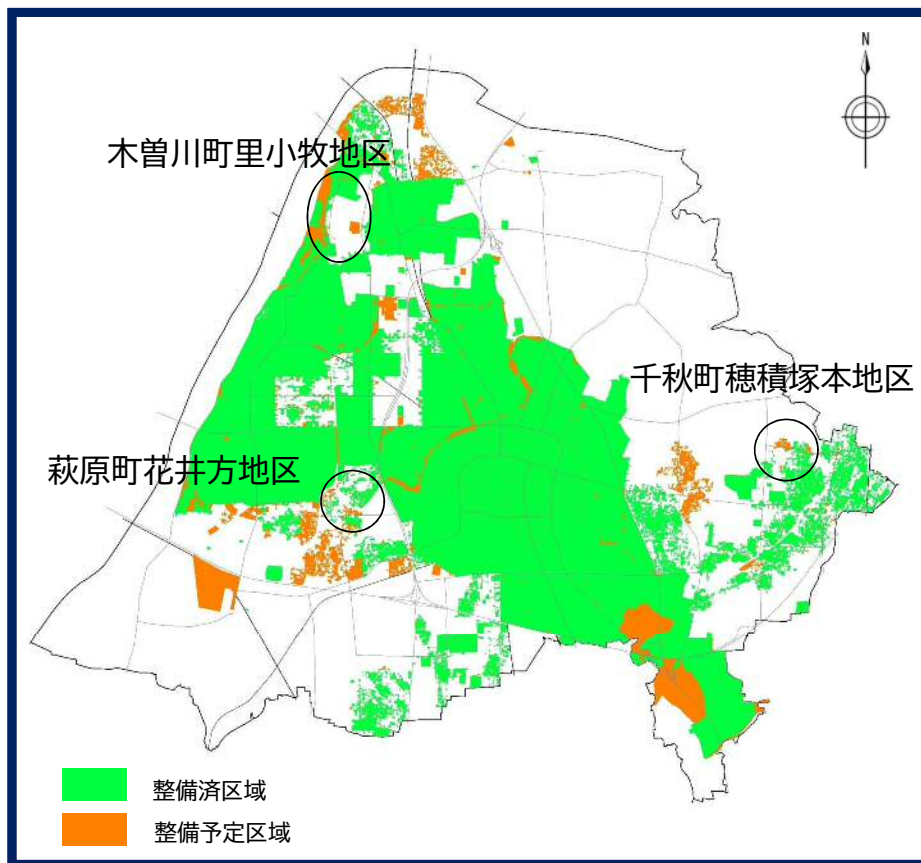 N
木曽川町里小牧地区
千秋町穂積塚本地区
萩原町花井方地区
整備済区域
整備予定区域